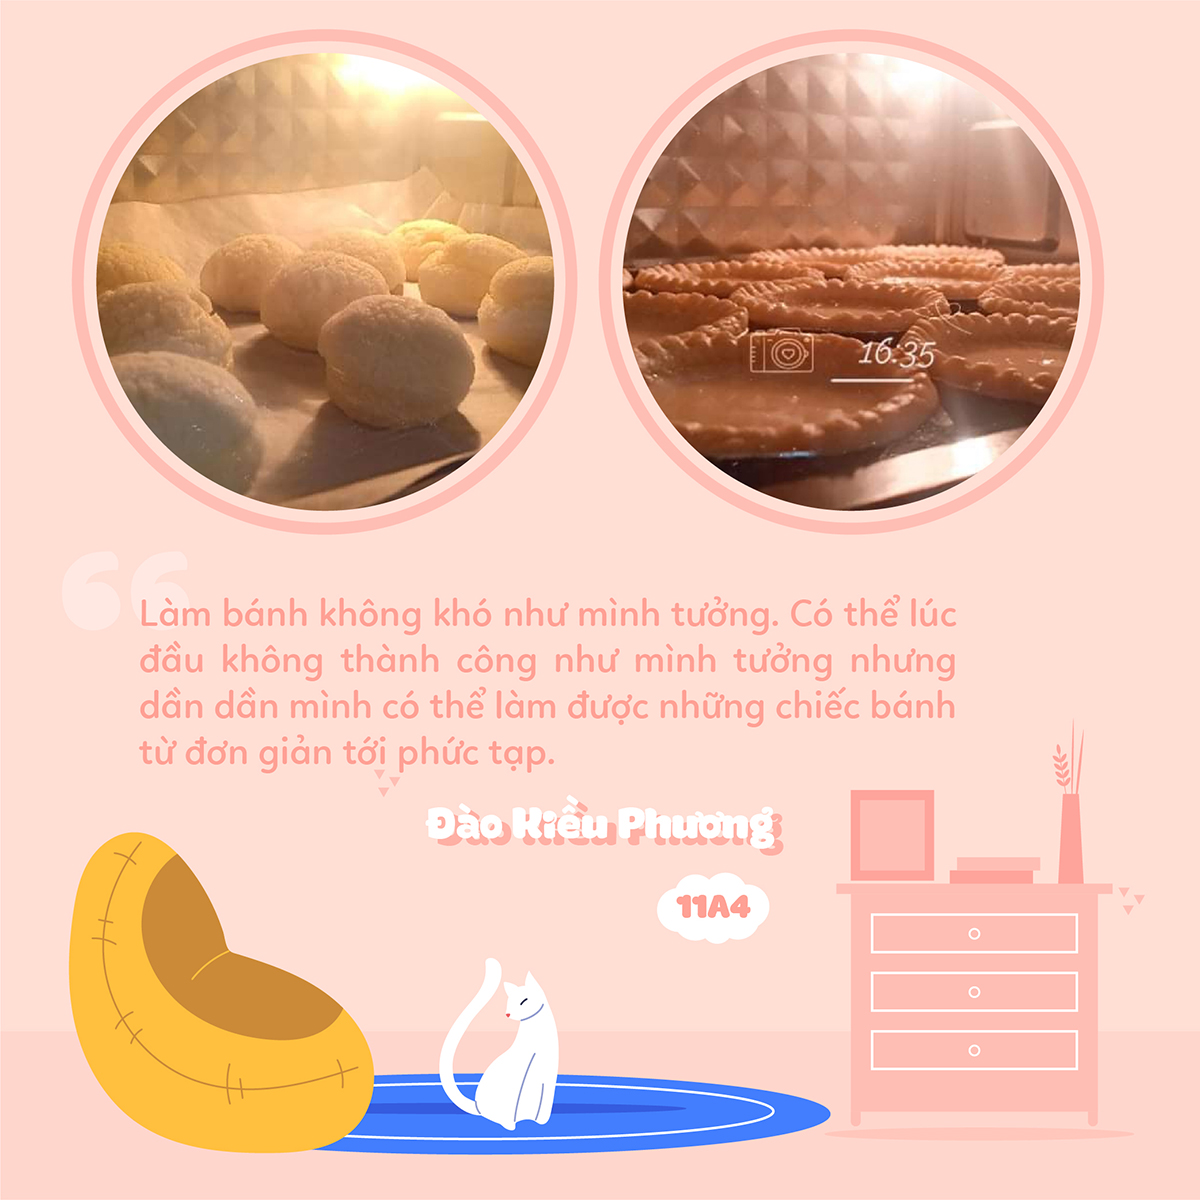 16:35
Làm bánh không khó như mình tưởng. Có thể lúc
đầu không thành công như mình tưởng nhưng
dần dần mình có thể làm được những chiếc bánh
từ đơn giản tới phức tạp.
Đào Kiều Phương
11A4